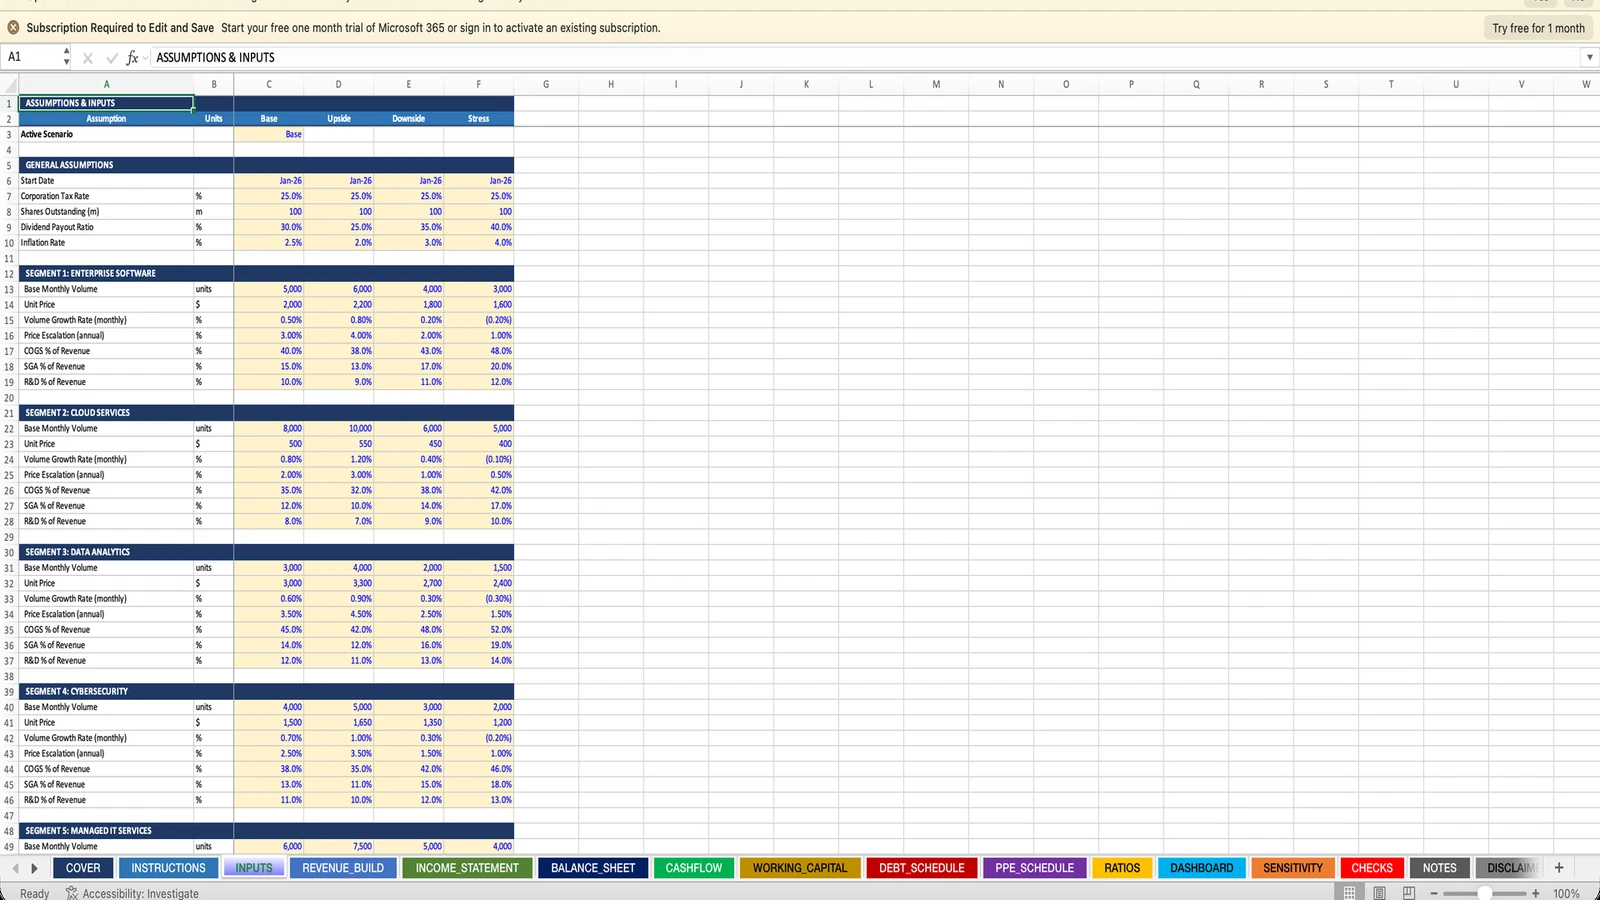 Subscription Required to Edit and Save Start your free one month trial of Microsoft 365 or sign in to activate an existing subscription. Try free for 1 month
A1 fx ASSUMPTIONS & INPUTS
A B C D E F G H I J K L M N O P Q R S T U V W
1 ASSUMPTIONS & INPUTS
2 Assumption Units Base Upside Downside Stress
3 Active Scenario Base
4
5 GENERAL ASSUMPTIONS
6 Start Date Jan-26 Jan-26 Jan-26 Jan-26
7 Corporation Tax Rate % 25.0% 25.0% 25.0% 25.0%
8 Shares Outstanding (m) m 100 100 100 100
9 Dividend Payout Ratio % 30.0% 25.0% 35.0% 40.0%
10 Inflation Rate % 2.5% 2.0% 3.0% 4.0%
11
12 SEGMENT 1: ENTERPRISE SOFTWARE
13 Base Monthly Volume units 5,000 6,000 4,000 3,000
14 Unit Price $ 2,000 2,200 1,800 1,600
15 Volume Growth Rate (monthly) % 0.50% 0.80% 0.20% (0.20%)
16 Price Escalation (annual) % 3.00% 4.00% 2.00% 1.00%
17 COGS % of Revenue % 40.0% 38.0% 43.0% 48.0%
18 SGA % of Revenue % 15.0% 13.0% 17.0% 20.0%
19 R&D % of Revenue % 10.0% 9.0% 11.0% 12.0%
20
21 SEGMENT 2: CLOUD SERVICES
22 Base Monthly Volume units 8,000 10,000 6,000 5,000
23 Unit Price $ 500 550 450 400
24 Volume Growth Rate (monthly) % 0.80% 1.20% 0.40% (0.10%)
25 Price Escalation (annual) % 2.00% 3.00% 1.00% 0.50%
26 COGS % of Revenue % 35.0% 32.0% 38.0% 42.0%
27 SGA % of Revenue % 12.0% 10.0% 14.0% 17.0%
28 R&D % of Revenue % 8.0% 7.0% 9.0% 10.0%
29
30 SEGMENT 3: DATA ANALYTICS
31 Base Monthly Volume units 3,000 4,000 2,000 1,500
32 Unit Price $ 3,000 3,300 2,700 2,400
33 Volume Growth Rate (monthly) % 0.60% 0.90% 0.30% (0.30%)
34 Price Escalation (annual) % 3.50% 4.50% 2.50% 1.50%
35 COGS % of Revenue % 45.0% 42.0% 48.0% 52.0%
36 SGA % of Revenue % 14.0% 12.0% 16.0% 19.0%
37 R&D % of Revenue % 12.0% 11.0% 13.0% 14.0%
38
39 SEGMENT 4: CYBERSECURITY
40 Base Monthly Volume units 4,000 5,000 3,000 2,000
41 Unit Price $ 1,500 1,650 1,350 1,200
42 Volume Growth Rate (monthly) % 0.70% 1.00% 0.30% (0.20%)
43 Price Escalation (annual) % 2.50% 3.50% 1.50% 1.00%
44 COGS % of Revenue % 38.0% 35.0% 42.0% 46.0%
45 SGA % of Revenue % 13.0% 11.0% 15.0% 18.0%
46 R&D % of Revenue % 11.0% 10.0% 12.0% 13.0%
47
48 SEGMENT 5: MANAGED IT SERVICES
49 Base Monthly Volume units 6,000 7,500 5,000 4,000
COVER INSTRUCTIONS INPUTS REVENUE_BUILD INCOME_STATEMENT BALANCE_SHEET CASHFLOW WORKING_CAPITAL DEBT_SCHEDULE PPE_SCHEDULE RATIOS DASHBOARD SENSITIVITY CHECKS NOTES DISCLAIM
Ready Accessibility: Investigate 100%